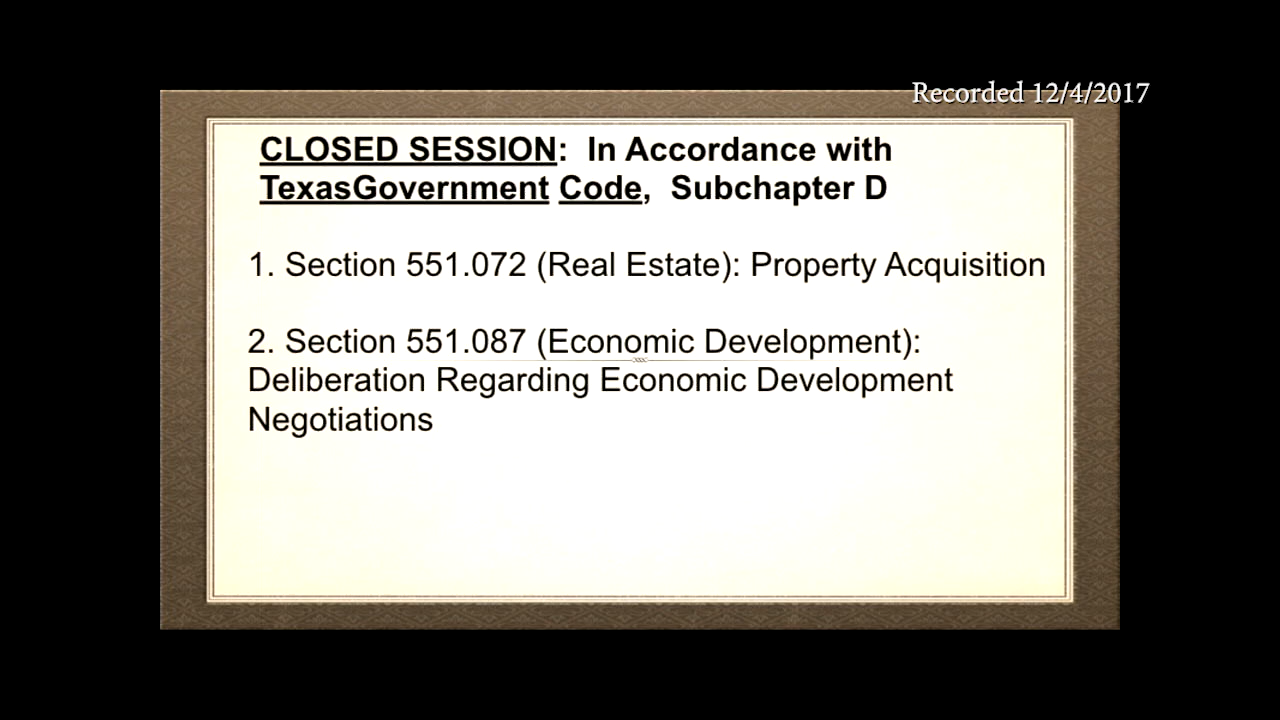 Recorded 12/4/2017
CLOSED SESSION: In Accordance with
TexasGovernment Code, Subchapter D
1. Section 551.072 (Real Estate): Property Acquisition
2. Section 551.087 (Economic Development):
Deliberation Regarding Economic Development
Negotiations